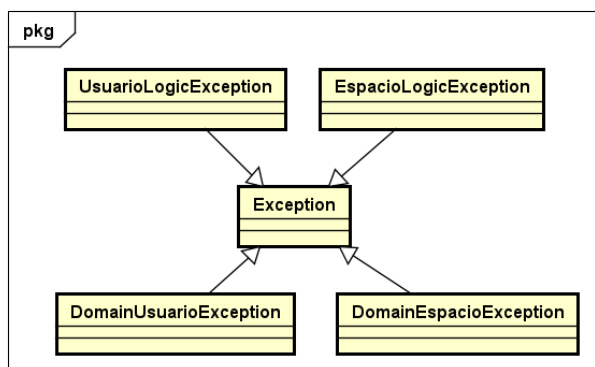 pkg
UsuarioLogicException
EspacioLogicException
Exception
DomainUsuarioException
DomainEspacioException